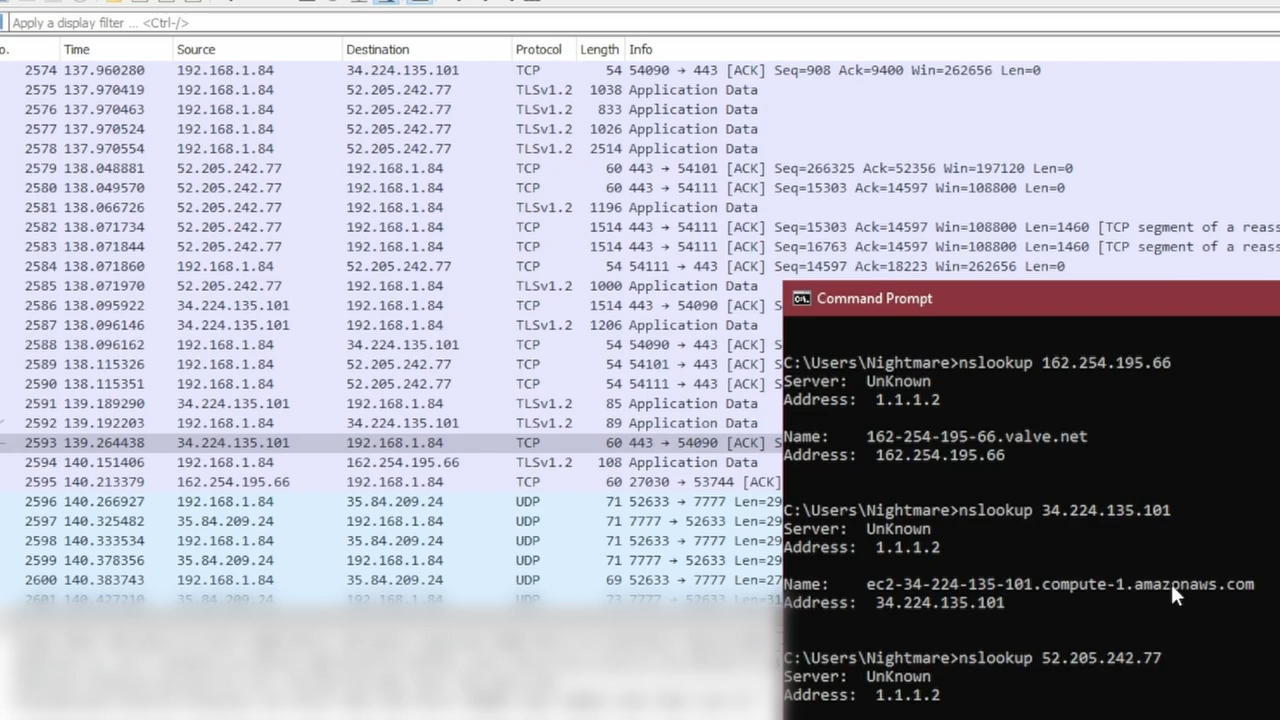 Apply a display filter ... <Ctrl-/>
o. Time Source Destination Protocol Length Info
2574 137.960280 192.168.1.84 34.224.135.101 TCP 54 54090 → 443 [ACK] Seq=908 Ack=9400 Win=262656 Len=0
2575 137.970419 192.168.1.84 52.205.242.77 TLSv1.2 1038 Application Data
2576 137.970463 192.168.1.84 52.205.242.77 TLSv1.2 833 Application Data
2577 137.970524 192.168.1.84 52.205.242.77 TLSv1.2 1026 Application Data
2578 137.970554 192.168.1.84 52.205.242.77 TLSv1.2 2514 Application Data
2579 138.048881 52.205.242.77 192.168.1.84 TCP 60 443 → 54101 [ACK] Seq=266325 Ack=52356 Win=197120 Len=0
2580 138.049570 52.205.242.77 192.168.1.84 TCP 60 443 → 54111 [ACK] Seq=15303 Ack=14597 Win=108800 Len=0
2581 138.066726 52.205.242.77 192.168.1.84 TLSv1.2 1196 Application Data
2582 138.071734 52.205.242.77 192.168.1.84 TCP 1514 443 → 54111 [ACK] Seq=15303 Ack=14597 Win=108800 Len=1460 [TCP segment of a reass
2583 138.071844 52.205.242.77 192.168.1.84 TCP 1514 443 → 54111 [ACK] Seq=16763 Ack=14597 Win=108800 Len=1460 [TCP segment of a reass
2584 138.071860 192.168.1.84 52.205.242.77 TCP 54 54111 → 443 [ACK] Seq=14597 Ack=18223 Win=262656 Len=0
2585 138.071970 52.205.242.77 192.168.1.84 TLSv1.2 1000 Application Data
2586 138.095922 34.224.135.101 192.168.1.84 TCP 1514 443 → 54090 [ACK] S
2587 138.096146 34.224.135.101 192.168.1.84 TLSv1.2 1206 Application Data
2588 138.096162 192.168.1.84 34.224.135.101 TCP 54 54090 → 443 [ACK] S
2589 138.115326 192.168.1.84 52.205.242.77 TCP 54 54101 → 443 [ACK] S
2590 138.115351 192.168.1.84 52.205.242.77 TCP 54 54111 → 443 [ACK] S
2591 139.189290 34.224.135.101 192.168.1.84 TLSv1.2 85 Application Data
2592 139.192203 192.168.1.84 34.224.135.101 TLSv1.2 89 Application Data
2593 139.264438 34.224.135.101 192.168.1.84 TCP 60 443 → 54090 [ACK] S
2594 140.151406 192.168.1.84 162.254.195.66 TLSv1.2 108 Application Data
2595 140.213379 162.254.195.66 192.168.1.84 TCP 60 27030 → 53744 [ACK]
2596 140.266927 192.168.1.84 35.84.209.24 UDP 71 52633 → 7777 Len=29
2597 140.325482 35.84.209.24 192.168.1.84 UDP 71 7777 → 52633 Len=29
2598 140.333534 192.168.1.84 35.84.209.24 UDP 71 52633 → 7777 Len=29
2599 140.378356 35.84.209.24 192.168.1.84 UDP 71 7777 → 52633 Len=29
2600 140.383743 192.168.1.84 35.84.209.24 UDP 69 52633 → 7777 Len=27
2601 140.427210 35.84.209.24 192.168.1.84 UDP 73 7777 → 52633
Command Prompt
C:\Users\Nightmare>nslookup 162.254.195.66
Server: UnKnown
Address: 1.1.1.2
Name: 162-254-195-66.valve.net
Address: 162.254.195.66
C:\Users\Nightmare>nslookup 34.224.135.101
Server: UnKnown
Address: 1.1.1.2
Name: ec2-34-224-135-101.compute-1.amazonaws.com
Address: 34.224.135.101
C:\Users\Nightmare>nslookup 52.205.242.77
Server: UnKnown
Address: 1.1.1.2